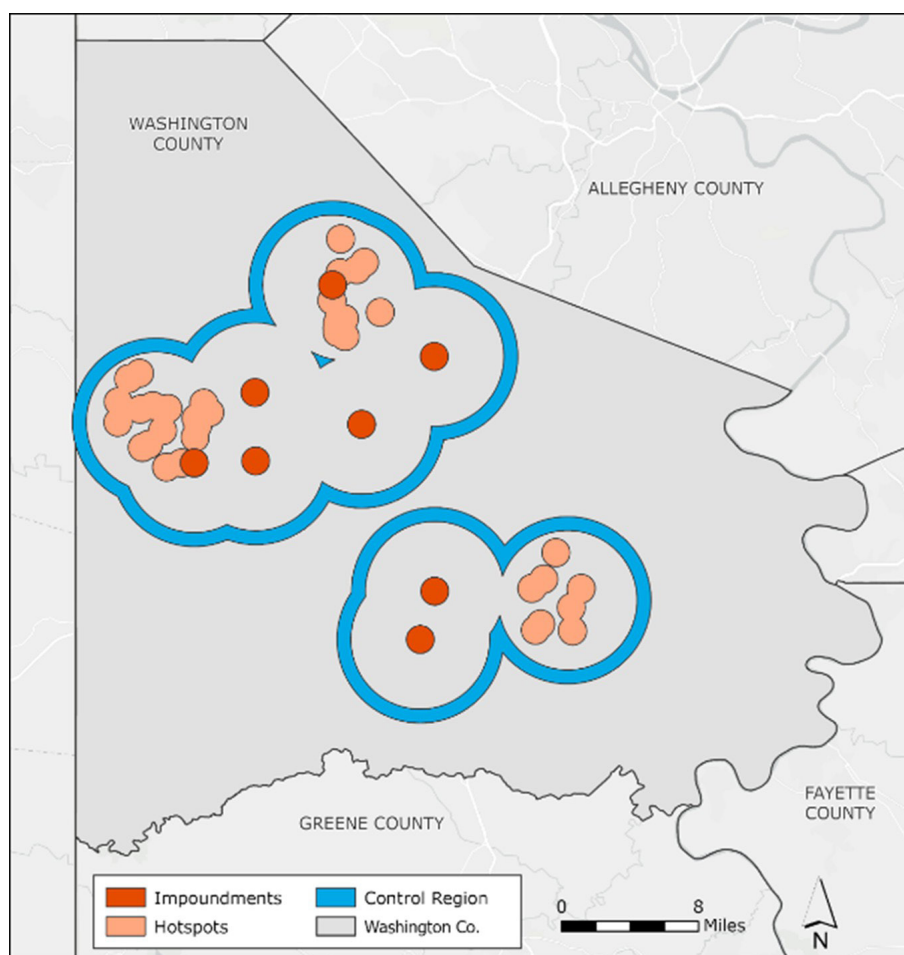 WASHINGTON
COUNTY
ALLEGHENY COUNTY
FAYETTE
COUNTY
GREENE COUNTY
Impoundments
Control Region
Hotspots
Washington Co.
0
8
Miles
N